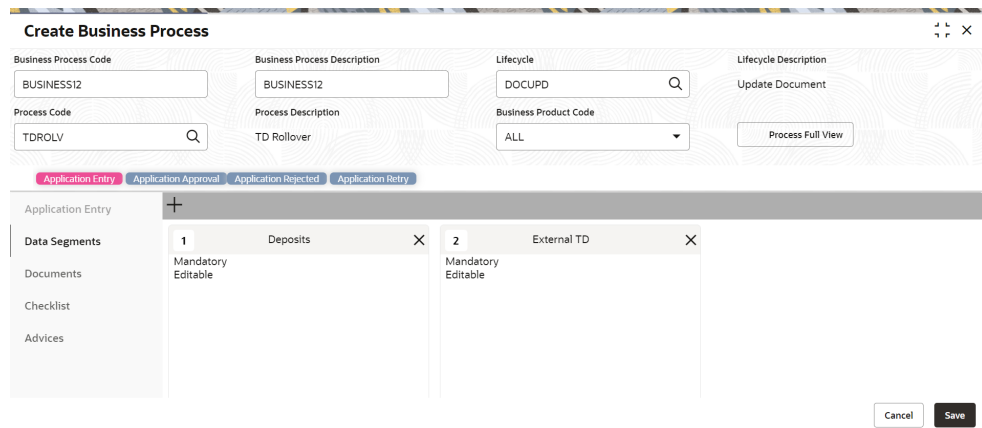 Create Business Process
Business Process Code
Business Process Description
Lifecycle
Lifecycle Description
BUSINESS12
BUSINESS12
DOCUPD
Update Document
Process Code
Process Description
Business Product Code
TDROLV
TD Rollover
ALL
Process Full View
Application Entry
Application Approval
Application Rejected
Application Retry
Application Entry
Data Segments
Documents
Checklist
Advices
1
Deposits
Mandatory
Editable
2
External TD
Mandatory
Editable
Cancel
Save